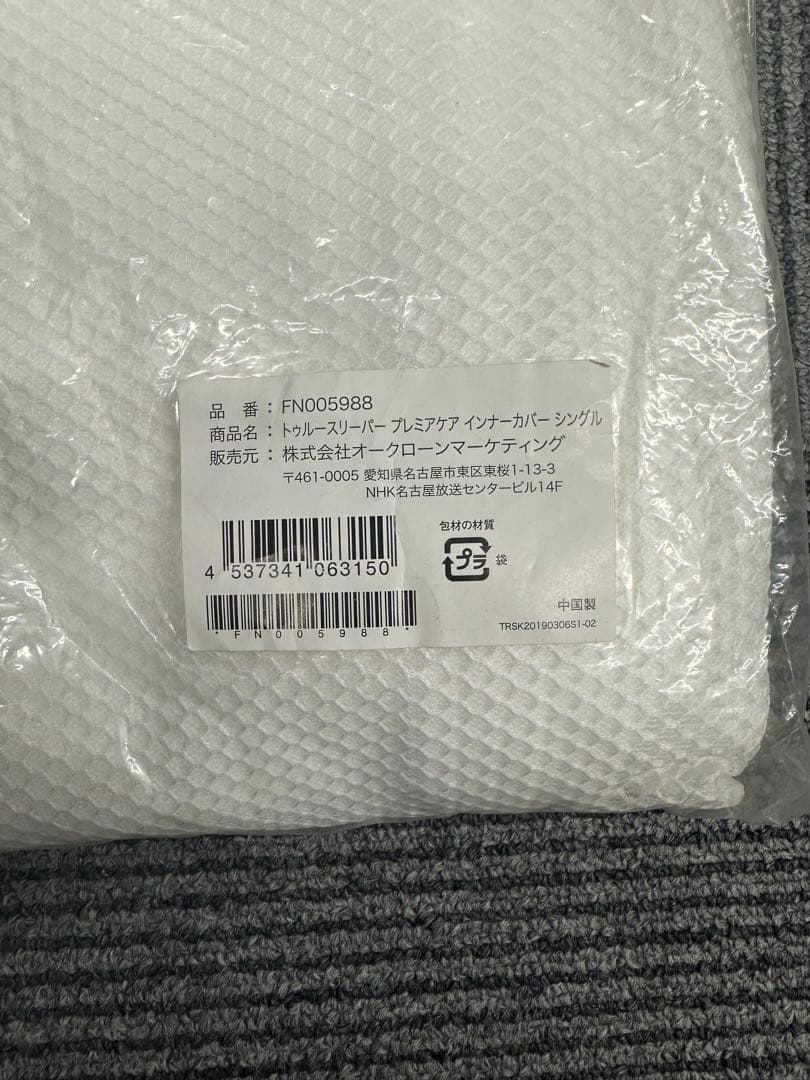 品 番 : FN005988
商品名 : トゥルースリーパー プレミアケア インナーカバー シングル
販売元 : 株式会社オークローンマーケティング
〒461-0005 愛知県名古屋市東区東桜1-13-3
NHK名古屋放送センタービル14F
包材の材質
プラ 袋
4 537341 063150
*FN005988*
中国製
TRSK20190306S1-02